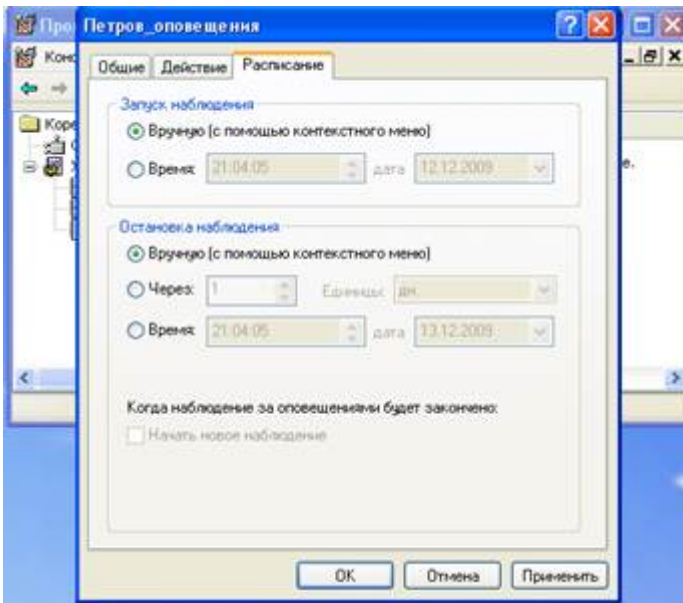 Петров_оповещения
Общие Действие Расписание
Запуск наблюдения
Вручную (с помощью контекстного меню)
Время: 21:04:05 дата 12.12.2009
Остановка наблюдения
Вручную (с помощью контекстного меню)
Через: 1 Единицы: дн.
Время: 21:04:05 дата 13.12.2009
Когда наблюдение за оповещениями будет закончено:
Начать новое наблюдение
OK Отмена Применить